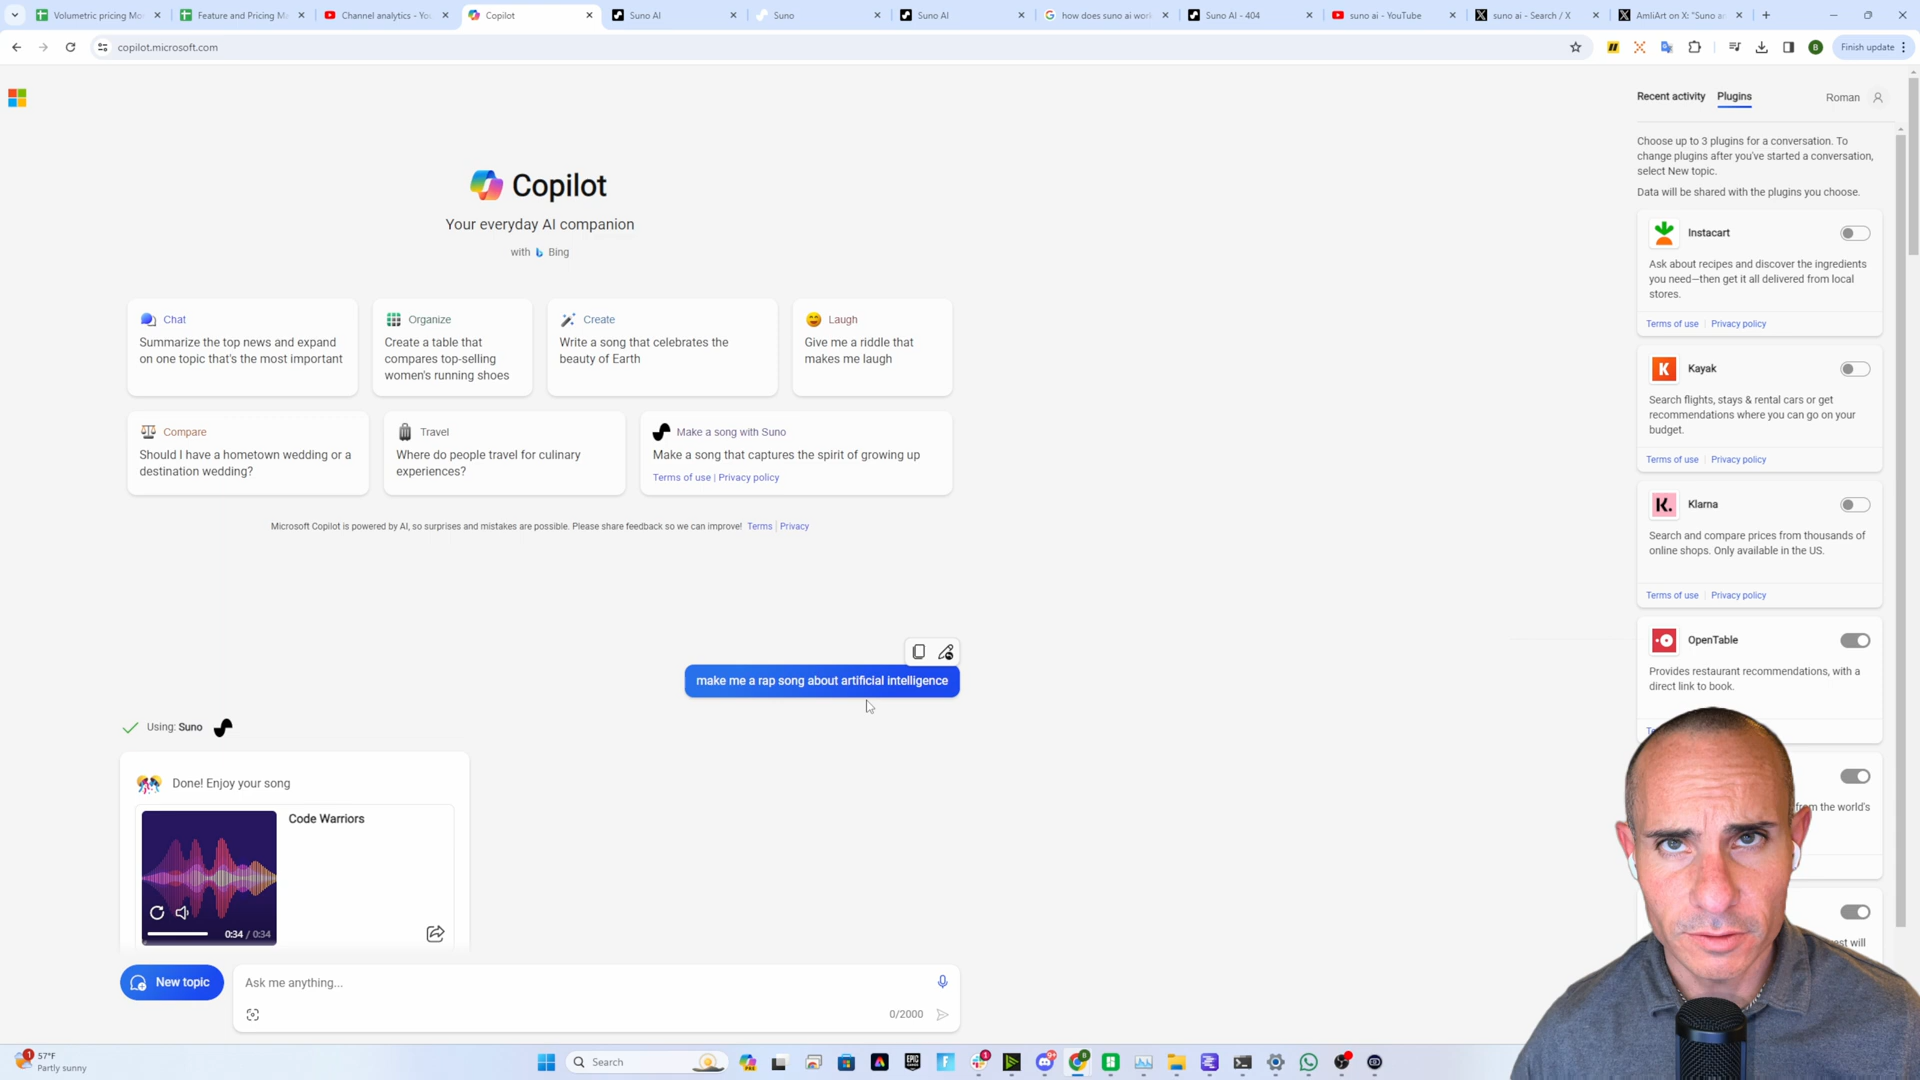 Volumetric pricing Mo
Feature and Pricing Ma
Channel analytics - You
Copilot
Suno AI
Suno
Suno AI
how does suno ai work
Suno AI - 404
suno ai - YouTube
suno ai - Search / X
AmliArt on X: "Suno a
copilot.microsoft.com
B
Finish update
Recent activity
Plugins
Roman
Choose up to 3 plugins for a conversation. To
change plugins after you've started a conversation,
select New topic.
Data will be shared with the plugins you choose.
Copilot
Your everyday AI companion
with Bing
Instacart
Ask about recipes and discover the ingredients
you need—then get it all delivered from local
stores.
Terms of use | Privacy policy
Chat
Summarize the top news and expand
on one topic that's the most important
Organize
Create a table that
compares top-selling
women's running shoes
Create
Write a song that celebrates the
beauty of Earth
Laugh
Give me a riddle that
makes me laugh
K
Kayak
Search flights, stays & rental cars or get
recommendations where you can go on your
budget.
Terms of use | Privacy policy
Compare
Should I have a hometown wedding or a
destination wedding?
Travel
Where do people travel for culinary
experiences?
Make a song with Suno
Make a song that captures the spirit of growing up
Terms of use | Privacy policy
K.
Klarna
Search and compare prices from thousands of
online shops. Only available in the US.
Terms of use | Privacy policy
Microsoft Copilot is powered by AI, so surprises and mistakes are possible. Please share feedback so we can improve! Terms | Privacy
OpenTable
Provides restaurant recommendations, with a
direct link to book.
make me a rap song about artificial intelligence
Using: Suno
Done! Enjoy your song
Code Warriors
0:34 / 0:34
from the world's
will
New topic
Ask me anything...
0/2000
1
57°F
Partly sunny
Search